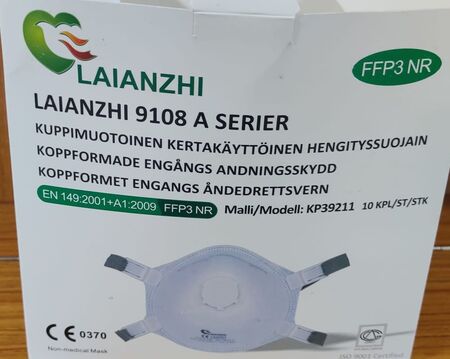 LAIANZHI
FFP3 NR
LAIANZHI 9108 A SERIER
KUPPIMUOTOINEN KERTAKÄYTTÖINEN HENGITYSSUOJAIN
KOPPFORMADE ENGÅNGS ANDNINGSSKYDD
KOPPFORMET ENGANGS ÅNDEDRETTSVERN
EN 149:2001+A1:2009 FFP3 NR Malli/Modell: KP39211 10 KPL/ST/STK
CE 0370
Non-medical Mask
ISO 9001 Certified